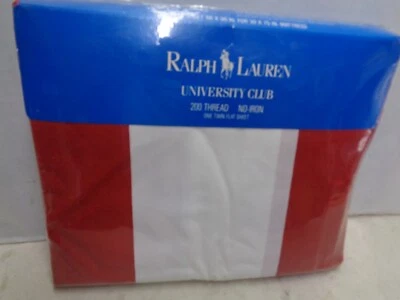 RALPH LAUREN
UNIVERSITY CLUB
200 THREAD NO-IRON
ONE TWIN FLAT SHEET